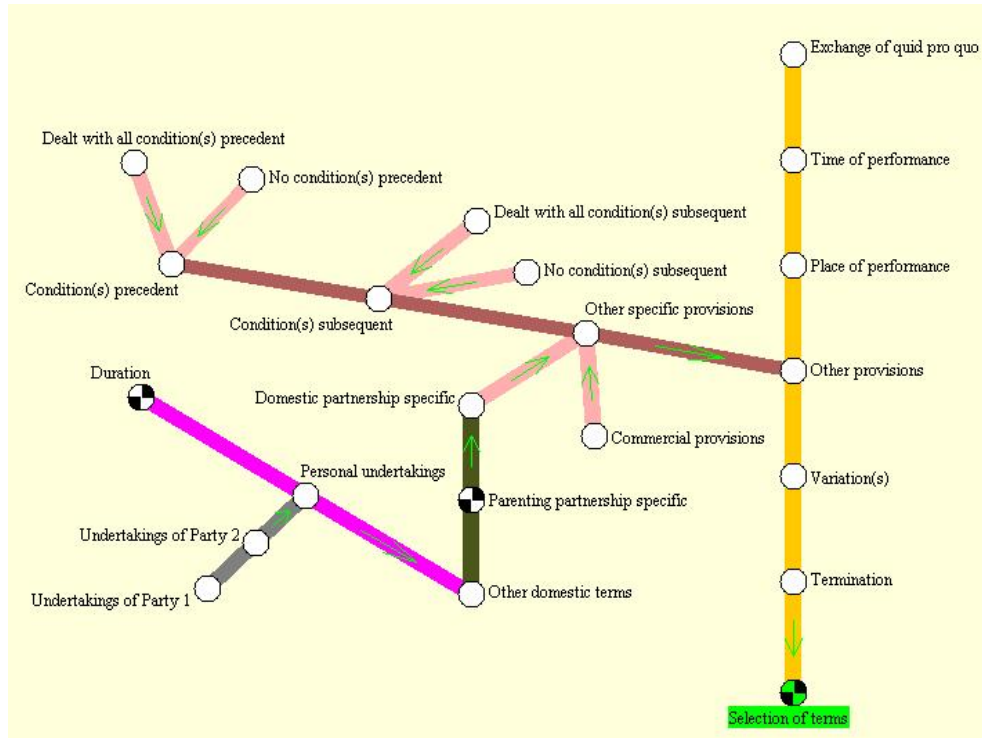 Exchange of quid pro quo
Dealt with all condition(s) precedent
Time of performance
No condition(s) precedent
Dealt with all condition(s) subsequent
Place of performance
No condition(s) subsequent
Condition(s) precedent
Other specific provisions
Condition(s) subsequent
Duration
Other provisions
Domestic partnership specific
Commercial provisions
Personal undertakings
Variation(s)
Parenting partnership specific
Undertakings of Party 2
Termination
Other domestic terms
Undertakings of Party 1
Selection of terms